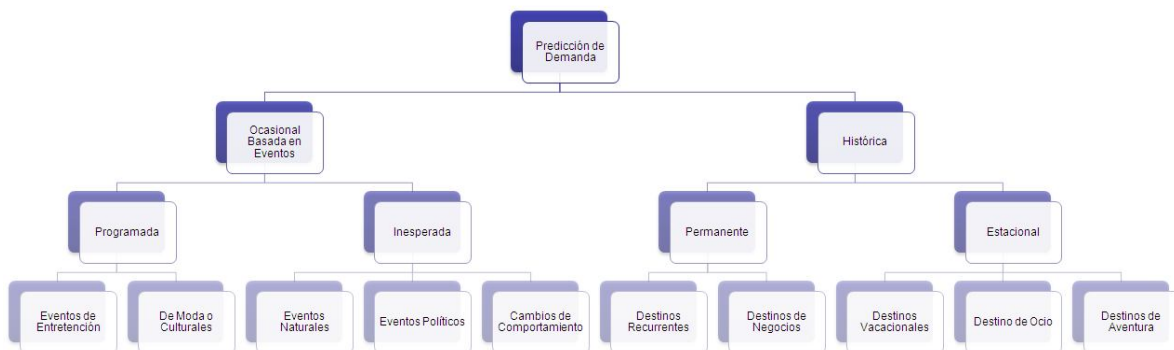 Predicción de
Demanda
Ocasional
Basada en
Eventos
Histórica
Programada
Inesperada
Permanente
Estacional
Eventos de
Entretención
De Moda o
Culturales
Eventos
Naturales
Eventos Políticos
Cambios de
Comportamiento
Destinos
Recurrentes
Destinos de
Negocios
Destinos
Vacacionales
Destino de Ocio
Destinos de
Aventura